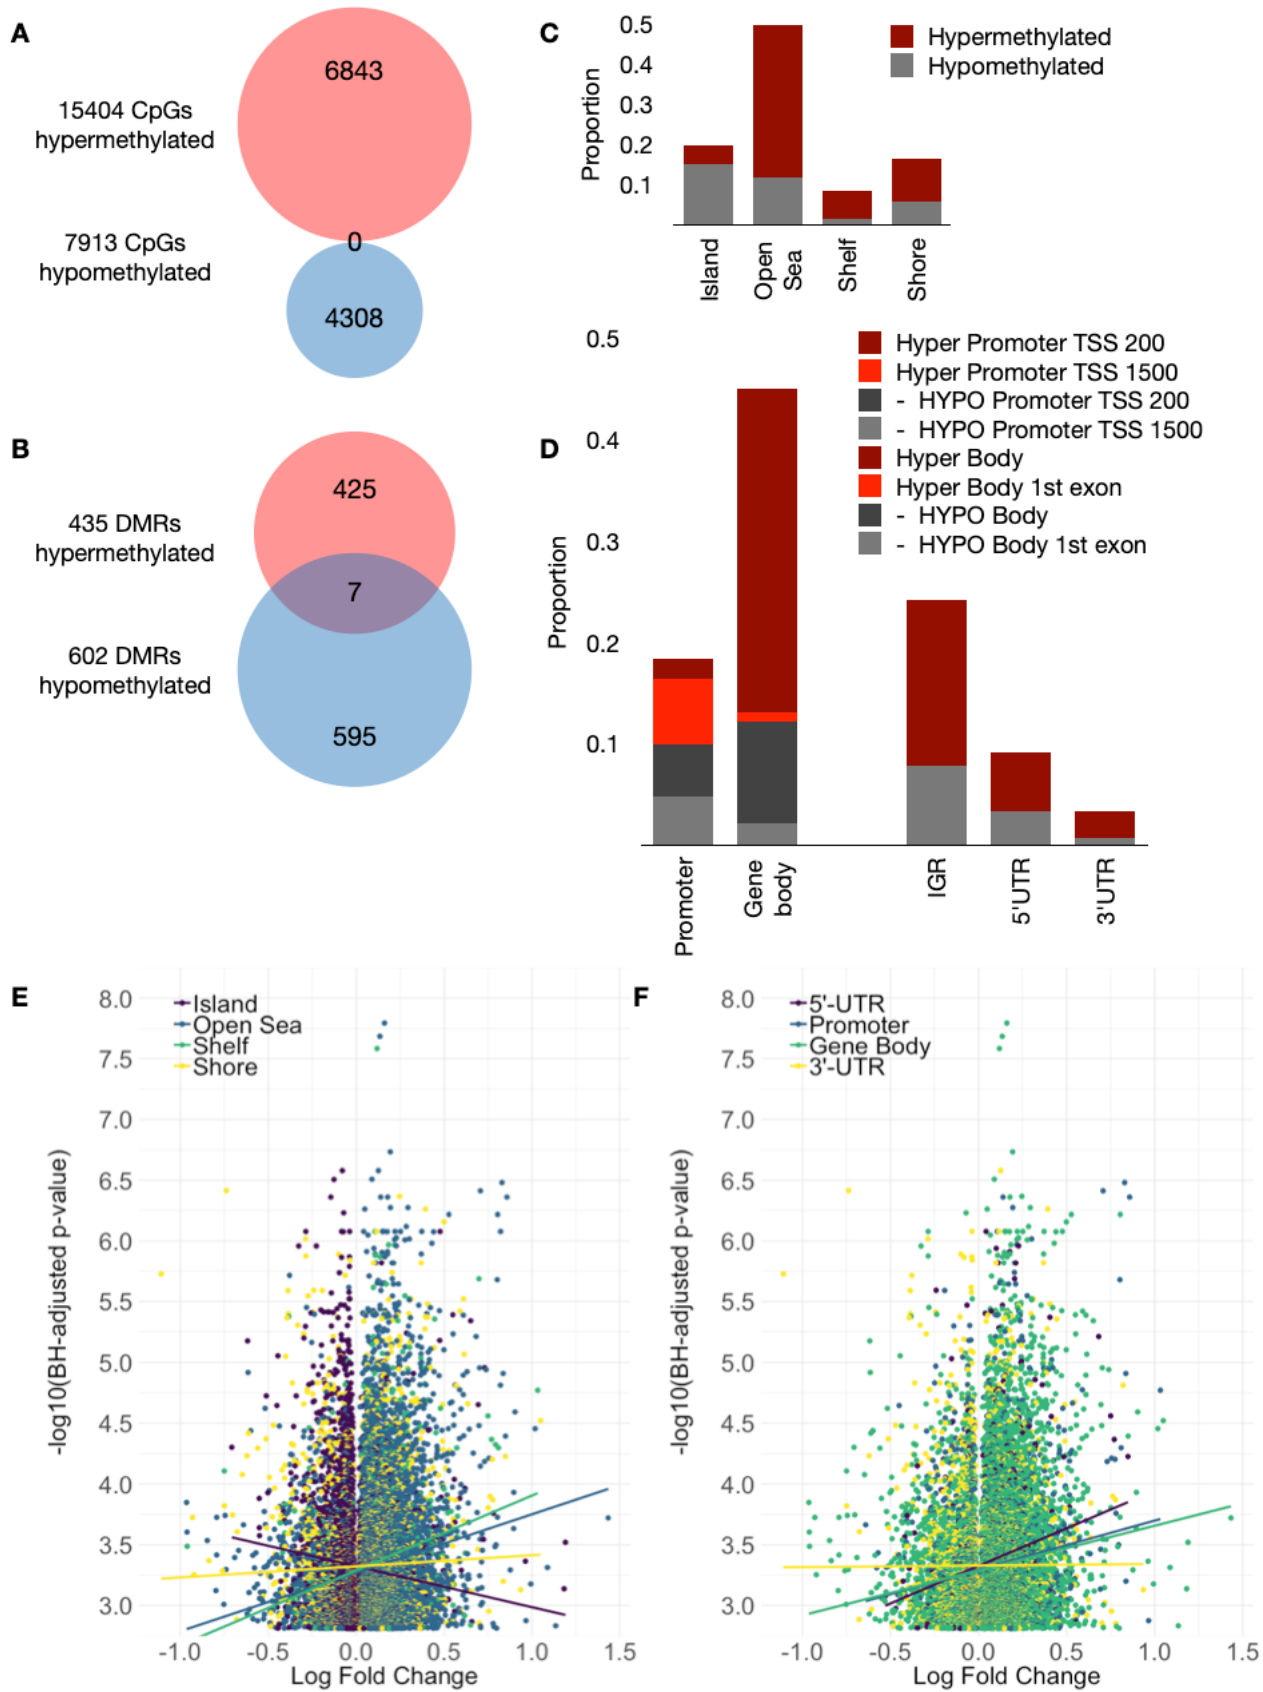 A
6843
15404 CpGs
hypermethylated
0
7913 CpGs
hypomethylated
4308
B
425
435 DMRs
hypermethylated
7
602 DMRs
hypomethylated
595
C
Proportion
0.5
0.4
0.3
0.2
0.1
Hypermethylated
Hypomethylated
Island
Open
Sea
Shelf
Shore
D
Proportion
0.5
0.4
0.3
0.2
0.1
Hyper Promoter TSS 200
Hyper Promoter TSS 1500
- HYPO Promoter TSS 200
- HYPO Promoter TSS 1500
Hyper Body
Hyper Body 1st exon
- HYPO Body
- HYPO Body 1st exon
Promoter
Gene
body
IGR
5'UTR
3'UTR
E
-log10(BH-adjusted p-value)
8.0
7.5
7.0
6.5
6.0
5.5
5.0
4.5
4.0
3.5
3.0
Island
Open Sea
Shelf
Shore
-1.0 -0.5 0.0 0.5 1.0 1.5
Log Fold Change
F
-log10(BH-adjusted p-value)
8.0
7.5
7.0
6.5
6.0
5.5
5.0
4.5
4.0
3.5
3.0
5'-UTR
Promoter
Gene Body
3'-UTR
-1.0 -0.5 0.0 0.5 1.0 1.5
Log Fold Change